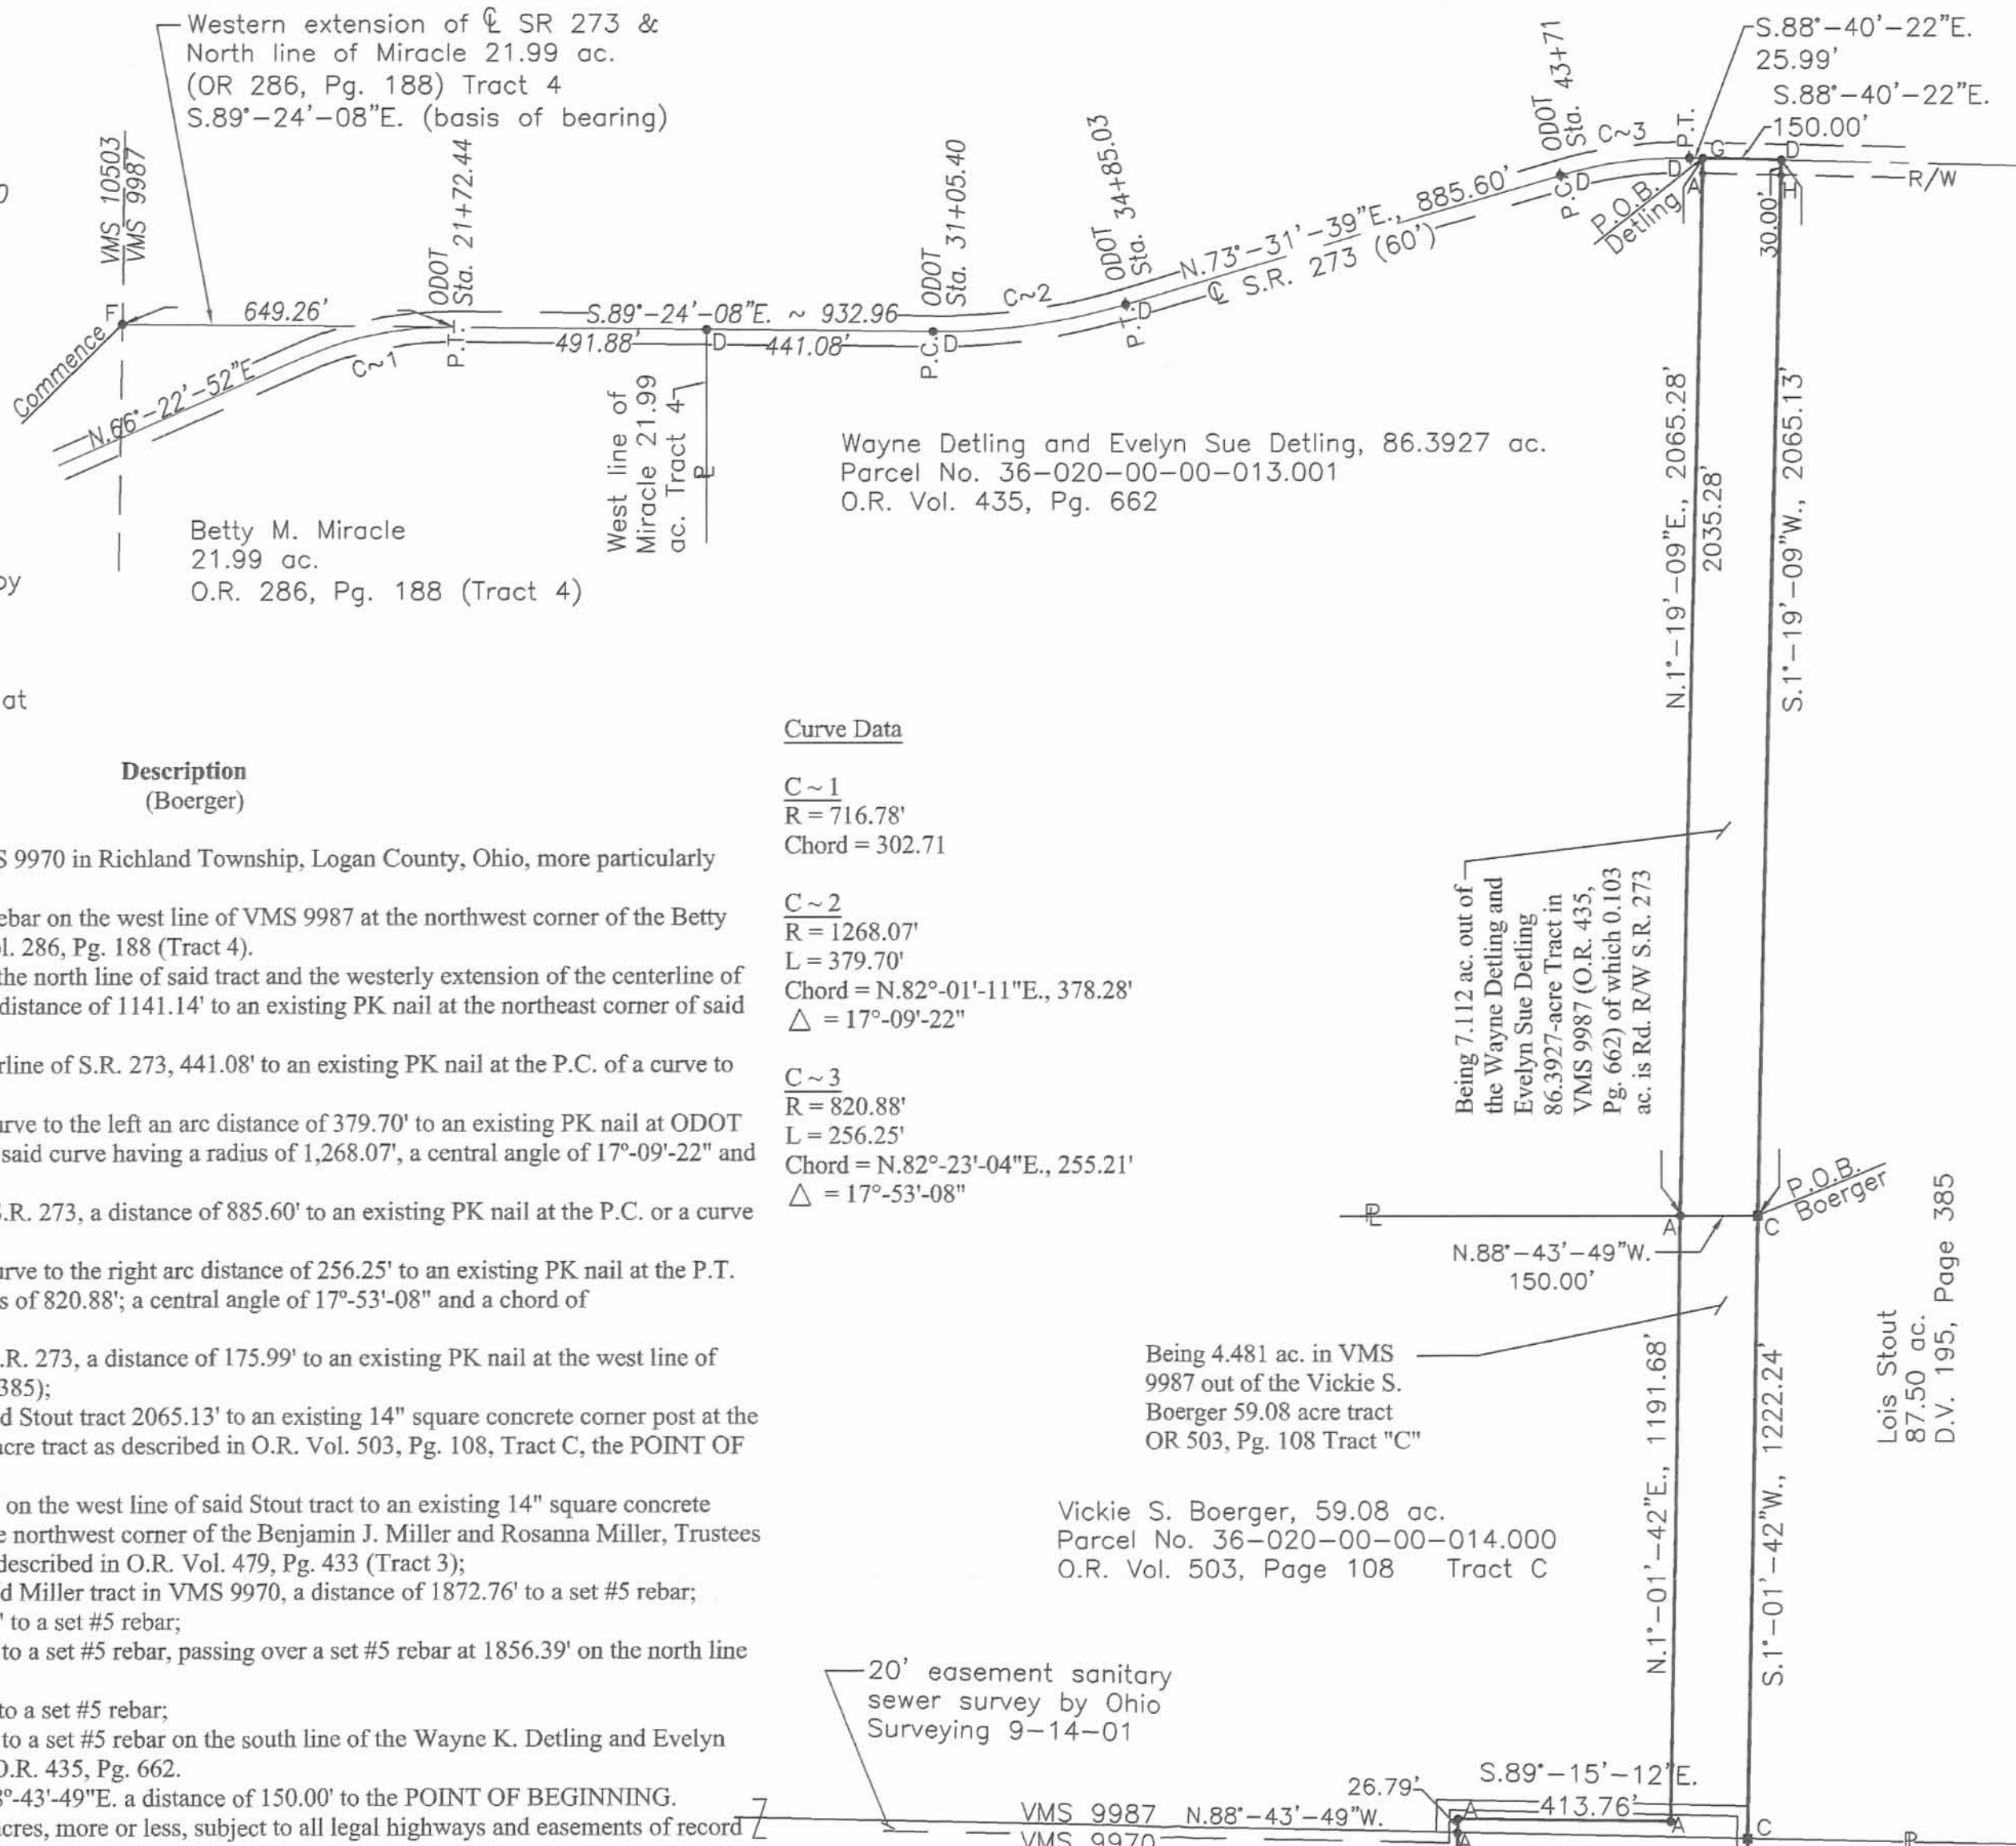 Western extension of ℄ SR 273 &
North line of Miracle 21.99 ac.
(OR 286, Pg. 188) Tract 4
S.89°-24'-08"E. (basis of bearing)
VMS 10503
VMS 9987
F
Commence
649.26'
N.66°-22'-52"E
C~1
ODOT
Sta. 21+72.44
P.T.
S.89°-24'-08"E. ~ 932.96
491.88'
D
441.08'
ODOT
Sta. 31+05.40
P.C.
D
C~2
ODOT
Sta. 34+85.03
P.T.
D
N.73°-31'-39"E., 885.60'
℄ S.R. 273 (60')
ODOT
Sta. 43+71
P.C.
D
C~3
P.T.
D
G
A
S.88°-40'-22"E.
25.99'
S.88°-40'-22"E.
150.00'
D
H
R/W
30.00'
P.O.B.
Detling
West line of
Miracle 21.99
ac. Tract 4
℄
Betty M. Miracle
21.99 ac.
O.R. 286, Pg. 188 (Tract 4)
Wayne Detling and Evelyn Sue Detling, 86.3927 ac.
Parcel No. 36-020-00-00-013.001
O.R. Vol. 435, Pg. 662
N.1°-19'-09"E., 2065.28'
2035.28'
S.1°-19'-09"W., 2065.13'
by
at
Description
(Boerger)
S 9970 in Richland Township, Logan County, Ohio, more particularly
ebar on the west line of VMS 9987 at the northwest corner of the Betty
l. 286, Pg. 188 (Tract 4).
the north line of said tract and the westerly extension of the centerline of
distance of 1141.14' to an existing PK nail at the northeast corner of said
rline of S.R. 273, 441.08' to an existing PK nail at the P.C. of a curve to
urve to the left an arc distance of 379.70' to an existing PK nail at ODOT
said curve having a radius of 1,268.07', a central angle of 17°-09'-22" and
S.R. 273, a distance of 885.60' to an existing PK nail at the P.C. or a curve
urve to the right arc distance of 256.25' to an existing PK nail at the P.T.
s of 820.88'; a central angle of 17°-53'-08" and a chord of
.R. 273, a distance of 175.99' to an existing PK nail at the west line of
385);
d Stout tract 2065.13' to an existing 14" square concrete corner post at the
acre tract as described in O.R. Vol. 503, Pg. 108, Tract C, the POINT OF
on the west line of said Stout tract to an existing 14" square concrete
e northwest corner of the Benjamin J. Miller and Rosanna Miller, Trustees
described in O.R. Vol. 479, Pg. 433 (Tract 3);
d Miller tract in VMS 9970, a distance of 1872.76' to a set #5 rebar;
' to a set #5 rebar;
to a set #5 rebar, passing over a set #5 rebar at 1856.39' on the north line
to a set #5 rebar;
to a set #5 rebar on the south line of the Wayne K. Detling and Evelyn
O.R. 435, Pg. 662.
8°-43'-49"E. a distance of 150.00' to the POINT OF BEGINNING.
acres, more or less, subject to all legal highways and easements of record
Curve Data
C ~ 1
R = 716.78'
Chord = 302.71
C ~ 2
R = 1268.07'
L = 379.70'
Chord = N.82°-01'-11"E., 378.28'
△ = 17°-09'-22"
C ~ 3
R = 820.88'
L = 256.25'
Chord = N.82°-23'-04"E., 255.21'
△ = 17°-53'-08"
Being 7.112 ac. out of
the Wayne Detling and
Evelyn Sue Detling
86.3927-acre Tract in
VMS 9987 (O.R. 435,
Pg. 662) of which 0.103
ac. is Rd. R/W S.R. 273
P.O.B.
Boerger
A
C
N.88°-43'-49"W.
150.00'
Lois Stout
87.50 ac.
D.V. 195, Page 385
Being 4.481 ac. in VMS
9987 out of the Vickie S.
Boerger 59.08 acre tract
OR 503, Pg. 108 Tract "C"
Vickie S. Boerger, 59.08 ac.
Parcel No. 36-020-00-00-014.000
O.R. Vol. 503, Page 108 Tract C
N.1°-01'-42"E., 1191.68'
S.1°-01'-42"W., 1222.24'
20' easement sanitary
sewer survey by Ohio
Surveying 9-14-01
26.79'
S.89°-15'-12"E.
413.76'
VMS 9987 N.88°-43'-49"W.
VMS 9970
A
A
A
C